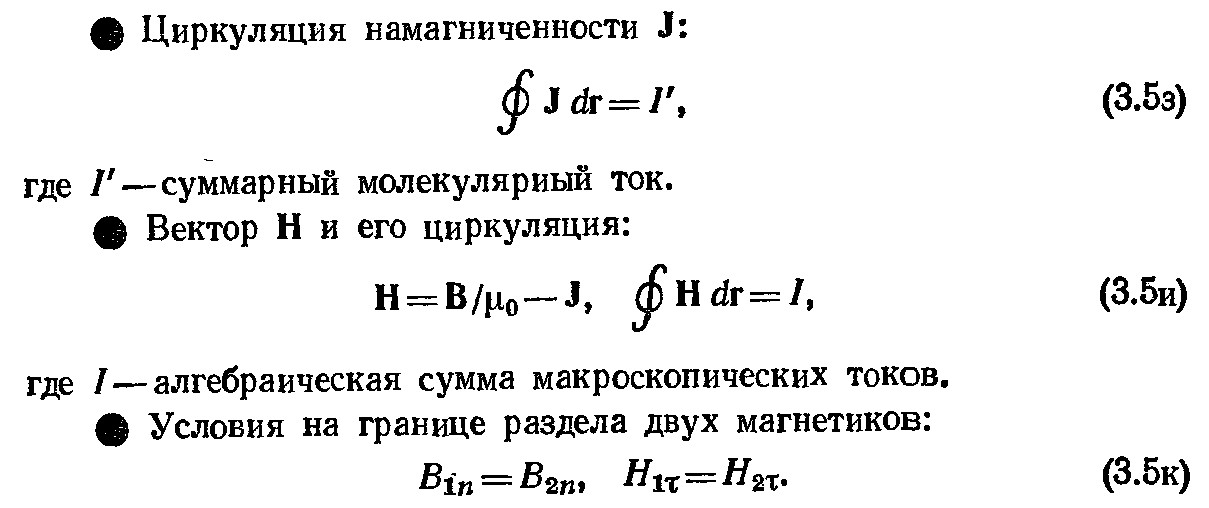 ● Циркуляция намагниченности J:
∮ J dr = I′, (3.5з)
где I′ — суммарный молекулярный ток.
● Вектор H и его циркуляция:
H = B/μ₀ — J, ∮ H dr = I, (3.5и)
где I — алгебраическая сумма макроскопических токов.
● Условия на границе раздела двух магнетиков:
B₁ₙ = B₂ₙ, H₁τ = H₂τ. (3.5к)